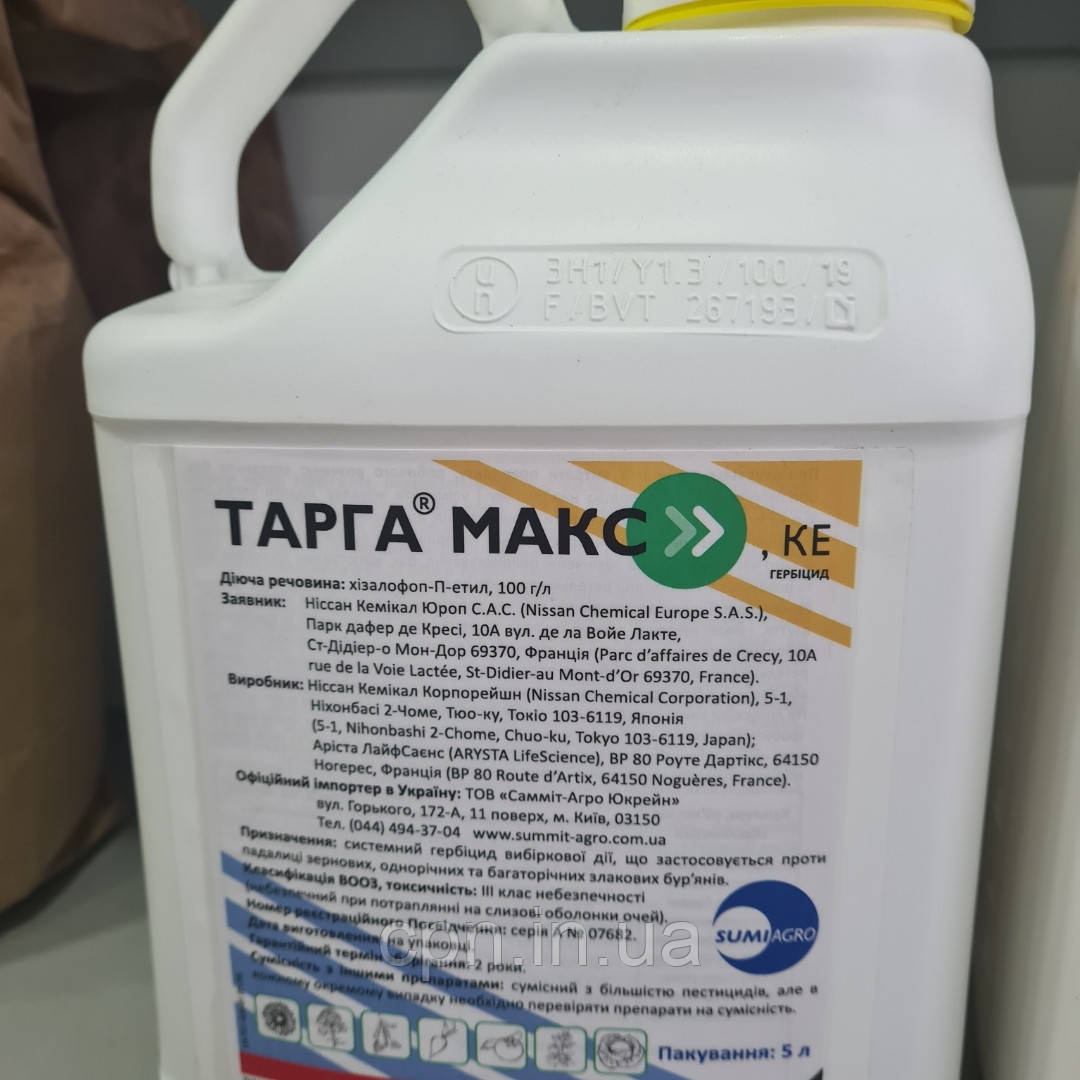 un 3H1/Y1.3/100/19
F/BVT 267193/
ТАРГА® МАКС , КЕ
ГЕРБІЦИД
Діюча речовина: хізалофоп-П-етил, 100 г/л
Заявник: Ніссан Кемікал Юроп С.А.С. (Nissan Chemical Europe S.A.S.),
Парк дафер де Кресі, 10А вул. де ла Войе Лакте,
Ст-Дідіер-о Мон-Дор 69370, Франція (Parc d’affaires de Crecy, 10A
rue de la Voie Lactée, St-Didier-au Mont-d’Or 69370, France).
Виробник: Ніссан Кемікал Корпорейшн (Nissan Chemical Corporation), 5-1,
Ніхонбасі 2-Чоме, Тюо-ку, Токіо 103-6119, Японія
(5-1, Nihonbashi 2-Chome, Chuo-ku, Tokyo 103-6119, Japan);
Аріста ЛайфСаєнс (ARYSTA LifeScience), ВР 80 Роуте Дартікс, 64150
Ногерес, Франція (BP 80 Route d’Artix, 64150 Noguères, France).
Офіційний імпортер в Україну: ТОВ «Самміт-Агро Юкрейн»
вул. Горького, 172-А, 11 поверх, м. Київ, 03150
Тел. (044) 494-37-04 www.summit-agro.com.ua
Призначення: системний гербіцид вибіркової дії, що застосовується проти
падалиці зернових, однорічних та багаторічних злакових бур’янів.
Класифікація ВООЗ, токсичність: III клас небезпечності
(небезпечний при потраплянні на слизові оболонки очей).
Номер реєстраційного Посвідчення: серія А № 07682.
Дата виготовлення: на упаковці.
Гарантійний термін зберігання: 2 роки.
Сумісність з іншими препаратами: сумісний з більшістю пестицидів, але в
кожному окремому випадку необхідно перевіряти препарати на сумісність.
SUMI AGRO
cpn.in.ua
Пакування: 5 л